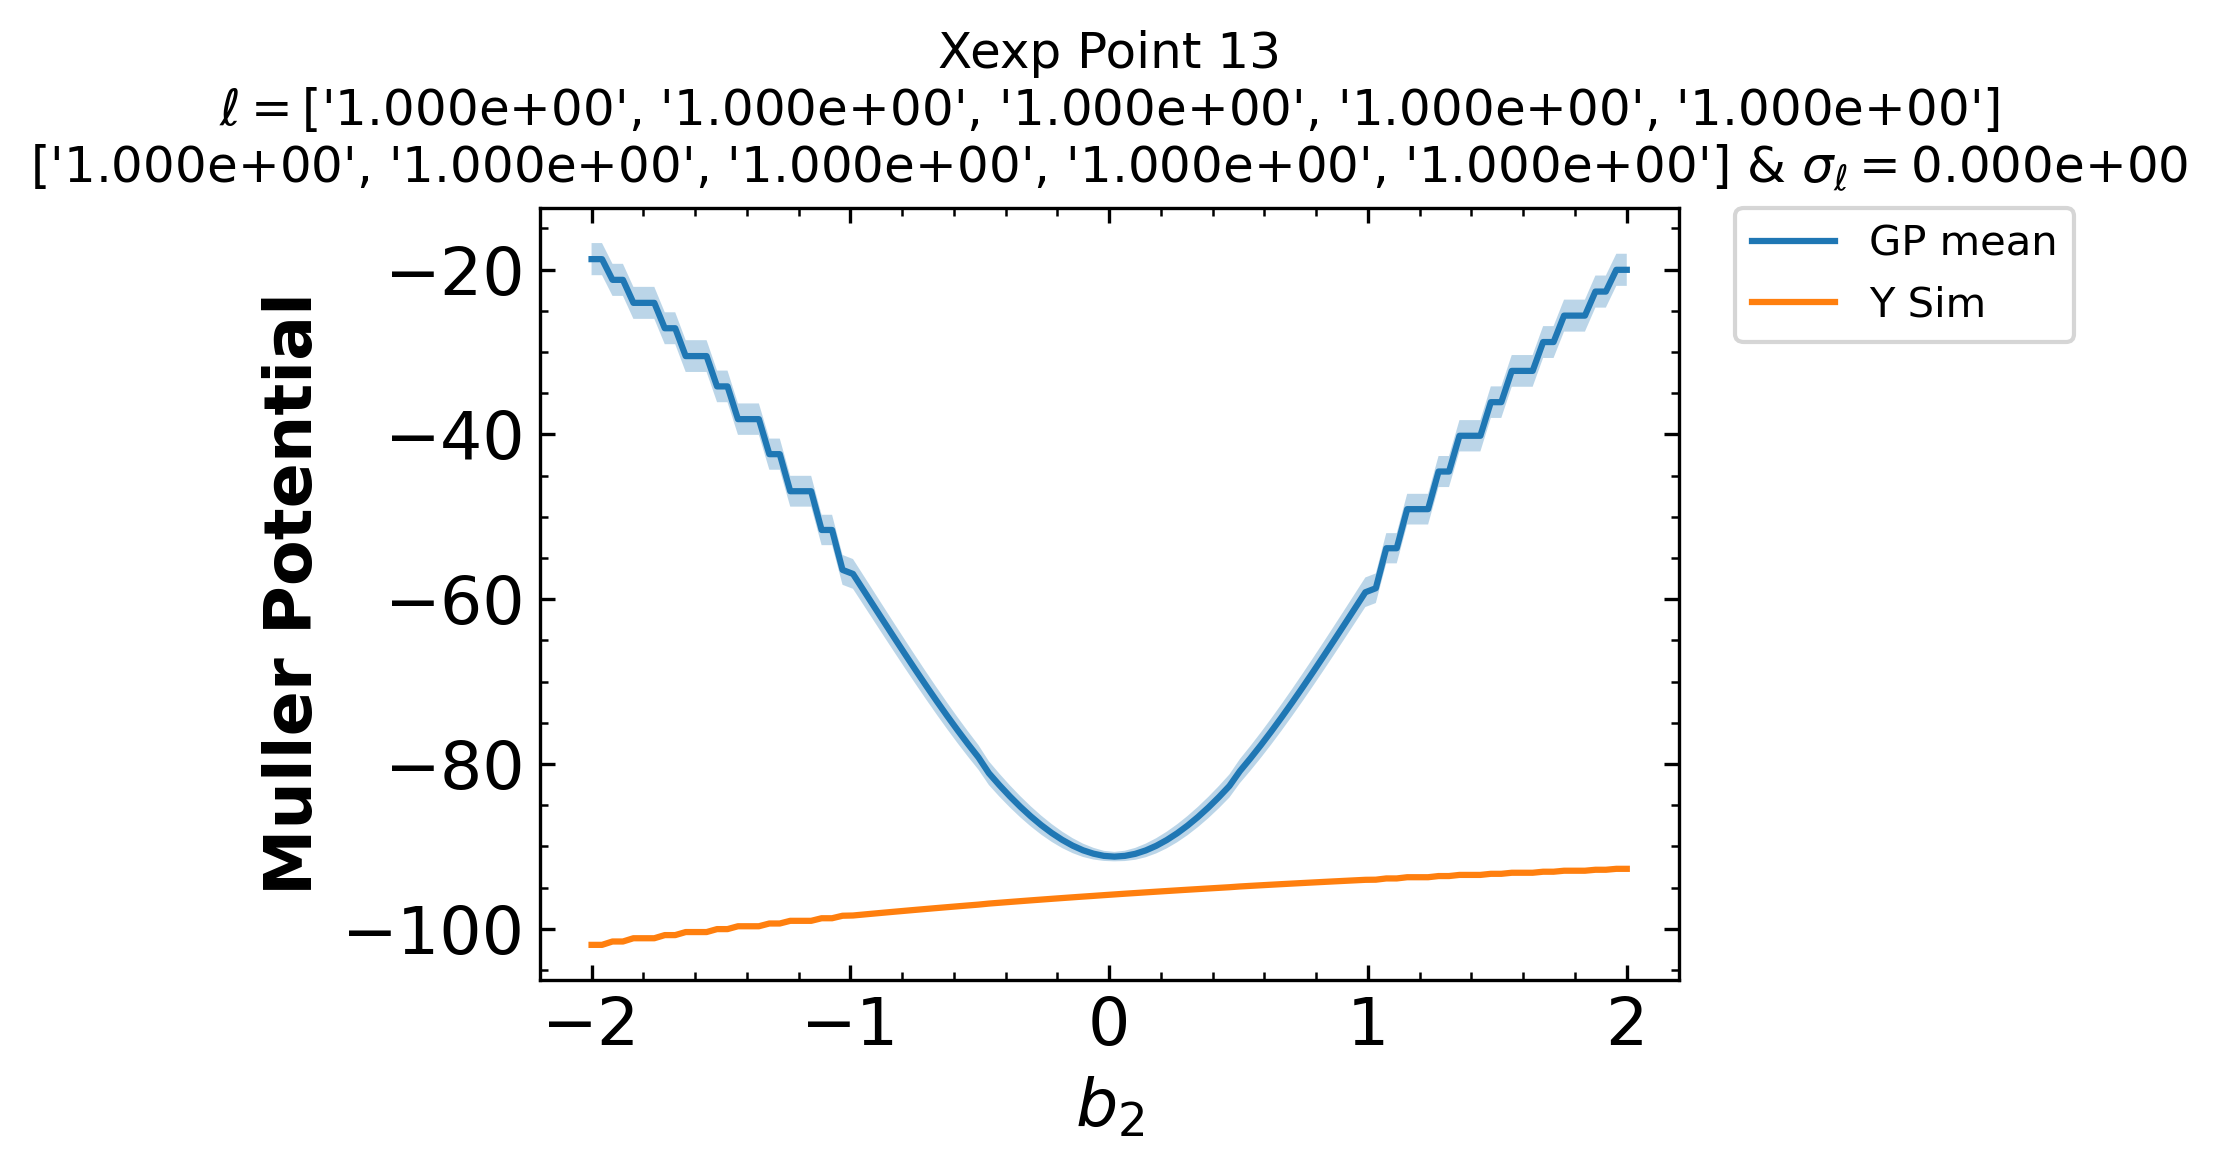 Xexp Point 13
ℓ = ['1.000e+00', '1.000e+00', '1.000e+00', '1.000e+00', '1.000e+00']
['1.000e+00', '1.000e+00', '1.000e+00', '1.000e+00', '1.000e+00'] & σ_ℓ = 0.000e+00
GP mean
Y Sim
Muller Potential
−20
−40
−60
−80
−100
−2 −1 0 1 2
b₂